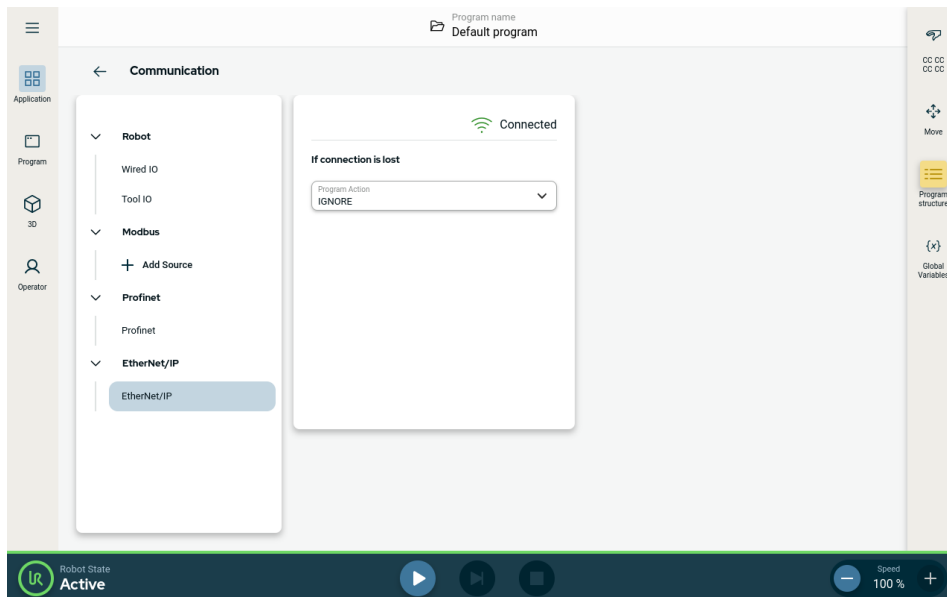 Program name
Default program
Application
Program
3D
Operator
Communication
Robot
Wired IO
Tool IO
Modbus
Add Source
Profinet
Profinet
EtherNet/IP
EtherNet/IP
Connected
If connection is lost
Program Action
IGNORE
CC CC
CC CC
Move
Program
structure
{x}
Global
Variables
UR
Robot State
Active
Speed
100 %